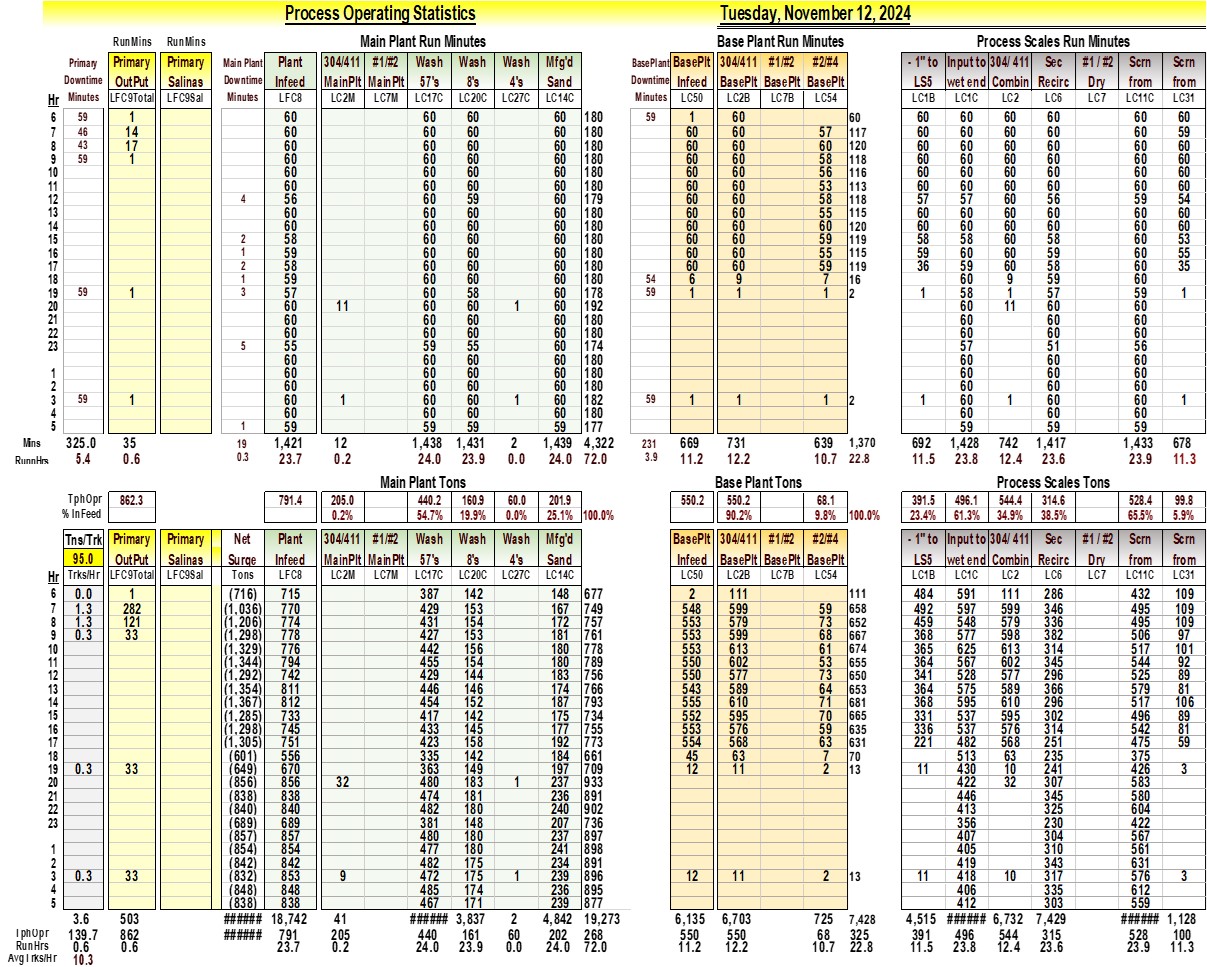 Process Operating Statistics Tuesday, November 12, 2024
RunMins RunMins Main Plant Run Minutes Base Plant Run Minutes Process Scales Run Minutes
Primary Primary Primary Main Plant Plant 304/411 #1/#2 Wash Wash Wash Mfg'd BasePlant BasePlt 304/411 #1/#2 #2/#4 - 1" to Input to 304/ 411 Sec #1 / #2 Scrn Scrn
Downtime OutPut Salinas Downtime Infeed MainPlt MainPlt 57's 8's 4's Sand Downtime Infeed BasePlt BasePlt BasePlt LS5 wet end Combin Recirc Dry from from
Hr Minutes LFC9Total LFC9Sal Minutes LFC8 LC2M LC7M LC17C LC20C LC27C LC14C Minutes LC50 LC2B LC7B LC54 LC1B LC1C LC2 LC6 LC7 LC11C LC31
6 59 1 60 60 60 60 180 59 1 60 60 60 60 60 60 60 60
7 46 14 60 60 60 60 180 60 60 57 117 60 60 60 60 60 59
8 43 17 60 60 60 60 180 60 60 60 120 60 60 60 60 60 60
9 59 1 60 60 60 60 180 60 60 58 118 60 60 60 60 60 60
10 60 60 60 60 180 60 60 56 116 60 60 60 60 60 60
11 60 60 60 60 180 60 60 53 113 60 60 60 60 60 60
12 4 56 60 59 60 179 60 60 58 118 57 57 60 56 59 54
13 60 60 60 60 180 60 60 55 115 60 60 60 60 60 60
14 60 60 60 60 180 60 60 60 120 60 60 60 60 60 60
15 2 58 60 60 60 180 60 60 59 119 58 58 60 58 60 53
16 1 59 60 60 60 180 60 60 55 115 59 60 60 59 60 55
17 2 58 60 60 60 180 60 60 59 119 36 59 60 58 60 35
18 1 59 60 60 60 180 54 6 9 7 16 60 9 59 60
19 59 1 3 57 60 58 60 178 59 1 1 1 2 1 58 1 57 59 1
20 60 11 60 60 1 60 192 60 11 60 60
21 60 60 60 60 180 60 60 60
22 60 60 60 60 180 60 60 60
23 5 55 59 55 60 174 57 51 56
60 60 60 60 180 60 60 60
1 60 60 60 60 180 60 60 60
2 60 60 60 60 180 60 60 60
3 59 1 60 1 60 60 1 60 182 59 1 1 1 2 1 60 1 60 60 1
4 60 60 60 60 180 60 60 60
5 1 59 59 59 59 177 59 59 59
Mins 325.0 35 19 1,421 12 1,438 1,431 2 1,439 4,322 231 669 731 639 1,370 692 1,428 742 1,417 1,433 678
RunnHrs 5.4 0.6 0.3 23.7 0.2 24.0 23.9 0.0 24.0 72.0 3.9 11.2 12.2 10.7 22.8 11.5 23.8 12.4 23.6 23.9 11.3
Main Plant Tons Base Plant Tons Process Scales Tons
TphOpr 862.3 791.4 205.0 440.2 160.9 60.0 201.9 550.2 550.2 68.1 391.5 496.1 544.4 314.6 528.4 99.8
% InFeed 0.2% 54.7% 19.9% 0.0% 25.1% 100.0% 90.2% 9.8% 100.0% 23.4% 61.3% 34.9% 38.5% 65.5% 5.9%
Tns/Trk Primary Primary Net Plant 304/411 #1/#2 Wash Wash Wash Mfg'd BasePlt 304/411 #1/#2 #2/#4 - 1" to Input to 304/ 411 Sec #1 / #2 Scrn Scrn
95.0 OutPut Salinas Surge Infeed MainPlt MainPlt 57's 8's 4's Sand Infeed BasePlt BasePlt BasePlt LS5 wet end Combin Recirc Dry from from
Hr Trks/Hr LFC9Total LFC9Sal Tons LFC8 LC2M LC7M LC17C LC20C LC27C LC14C LC50 LC2B LC7B LC54 LC1B LC1C LC2 LC6 LC7 LC11C LC31
6 0.0 1 (716) 715 387 142 148 677 2 111 111 484 591 111 286 432 109
7 1.3 282 (1,036) 770 429 153 167 749 548 599 59 658 492 597 599 346 495 109
8 1.3 121 (1,206) 774 431 154 172 757 553 579 73 652 459 548 579 336 495 109
9 0.3 33 (1,298) 778 427 153 181 761 553 599 68 667 368 577 598 382 506 97
10 (1,329) 776 442 156 180 778 553 613 61 674 365 625 613 314 517 101
11 (1,344) 794 455 154 180 789 550 602 53 655 364 567 602 345 544 92
12 (1,292) 742 429 144 183 756 550 577 73 650 341 528 577 296 525 89
13 (1,354) 811 446 146 174 766 543 589 64 653 364 575 589 366 579 81
14 (1,367) 812 454 152 187 793 555 610 71 681 368 595 610 296 517 106
15 (1,285) 733 417 142 175 734 552 595 70 665 331 537 595 302 496 89
16 (1,298) 745 433 145 177 755 553 576 59 635 336 537 576 314 542 81
17 (1,305) 751 423 158 192 773 554 568 63 631 221 482 568 251 475 59
18 (601) 556 335 142 184 661 45 63 7 70 513 63 235 375
19 0.3 33 (649) 670 363 149 197 709 12 11 2 13 11 430 10 241 426 3
20 (856) 856 32 480 183 1 237 933 422 32 307 583
21 (838) 838 474 181 236 891 446 345 580
22 (840) 840 482 180 240 902 413 325 604
23 (689) 689 381 148 207 736 356 230 422
(857) 857 480 180 237 897 407 304 567
1 (854) 854 477 180 241 898 405 310 561
2 (842) 842 482 175 234 891 419 343 631
3 0.3 33 (832) 853 9 472 175 1 239 896 12 11 2 13 11 418 10 317 576 3
4 (848) 848 485 174 236 895 406 335 612
5 (838) 838 467 171 239 877 412 303 559
3.6 503 ###### 18,742 41 ###### 3,837 2 4,842 19,273 6,135 6,703 725 7,428 4,515 ###### 6,732 7,429 ###### 1,128
TphOpr 139.7 862 ###### 791 205 440 161 60 202 268 550 550 68 325 391 496 544 315 528 100
RunHrs 0.6 0.6 23.7 0.2 24.0 23.9 0.0 24.0 72.0 11.2 12.2 10.7 22.8 11.5 23.8 12.4 23.6 23.9 11.3
AvgTrks/Hr 10.3